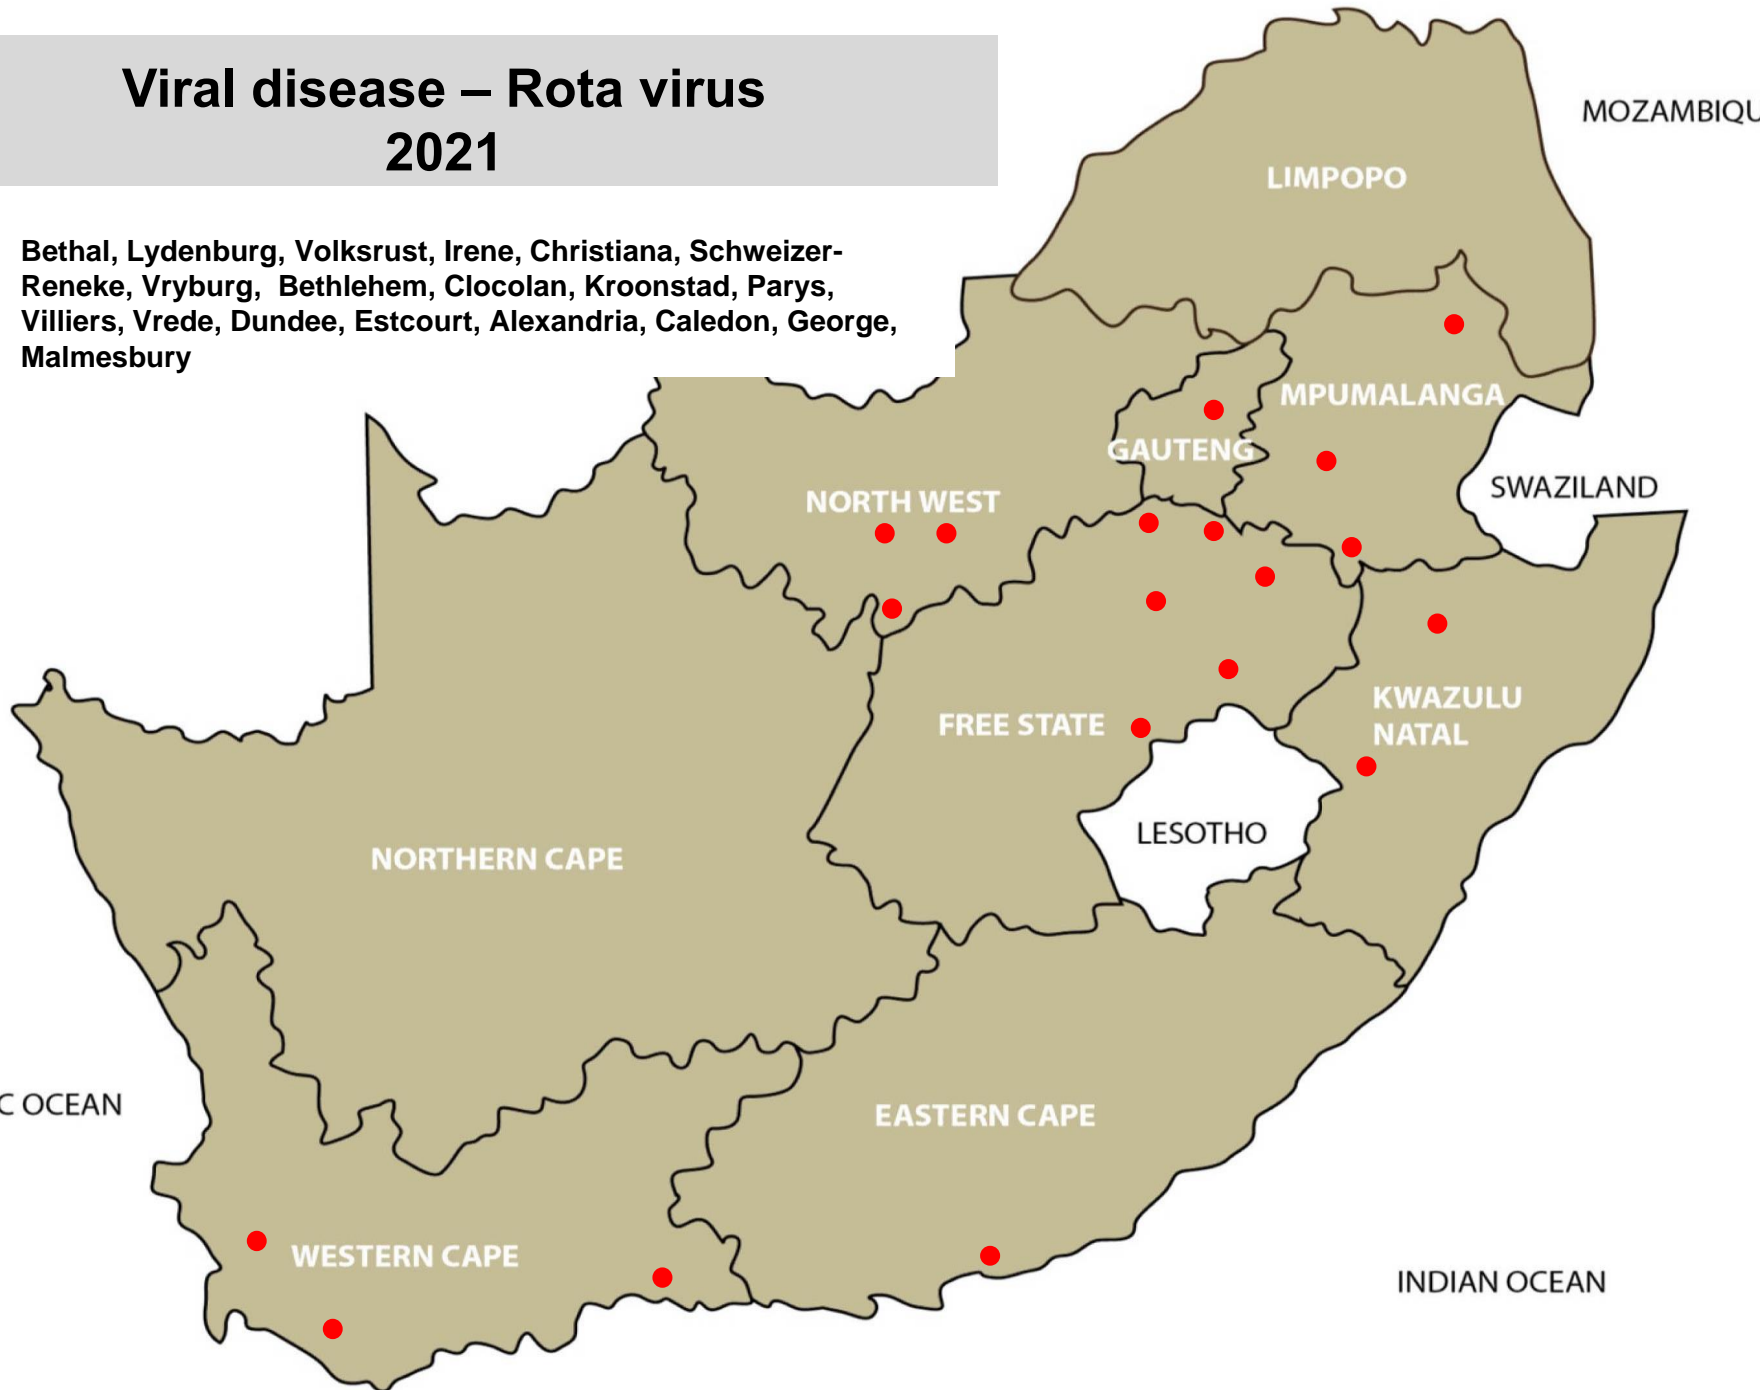 Viral disease – Rota virus
2021
Bethal, Lydenburg, Volksrust, Irene, Christiana, Schweizer-
Reneke, Vryburg, Bethlehem, Clocolan, Kroonstad, Parys,
Villiers, Vrede, Dundee, Estcourt, Alexandria, Caledon, George,
Malmesbury
MOZAMBIQU
LIMPOPO
MPUMALANGA
GAUTENG
SWAZILAND
NORTH WEST
KWAZULU
NATAL
FREE STATE
LESOTHO
NORTHERN CAPE
C OCEAN
EASTERN CAPE
WESTERN CAPE
INDIAN OCEAN